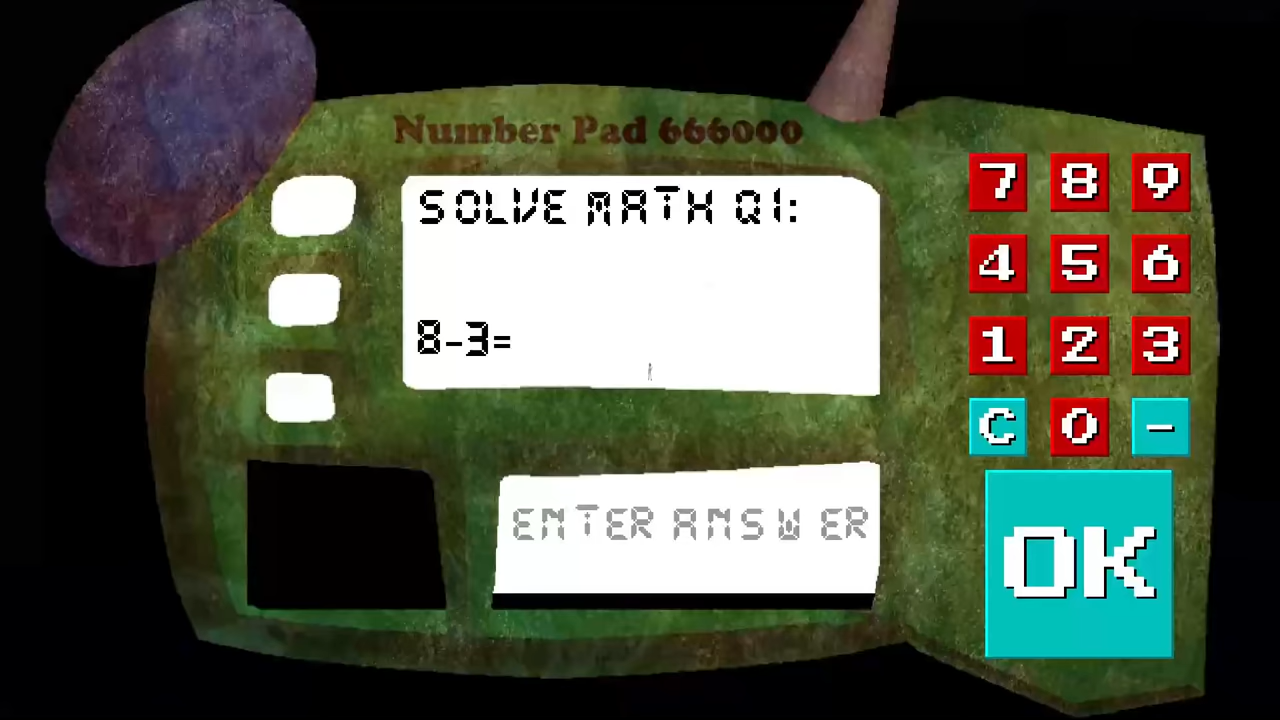 Number Pad 666000
SOLVE MATH Q1:
8-3=
ENTER ANSWER
7 8 9
4 5 6
1 2 3
C 0 -
OK